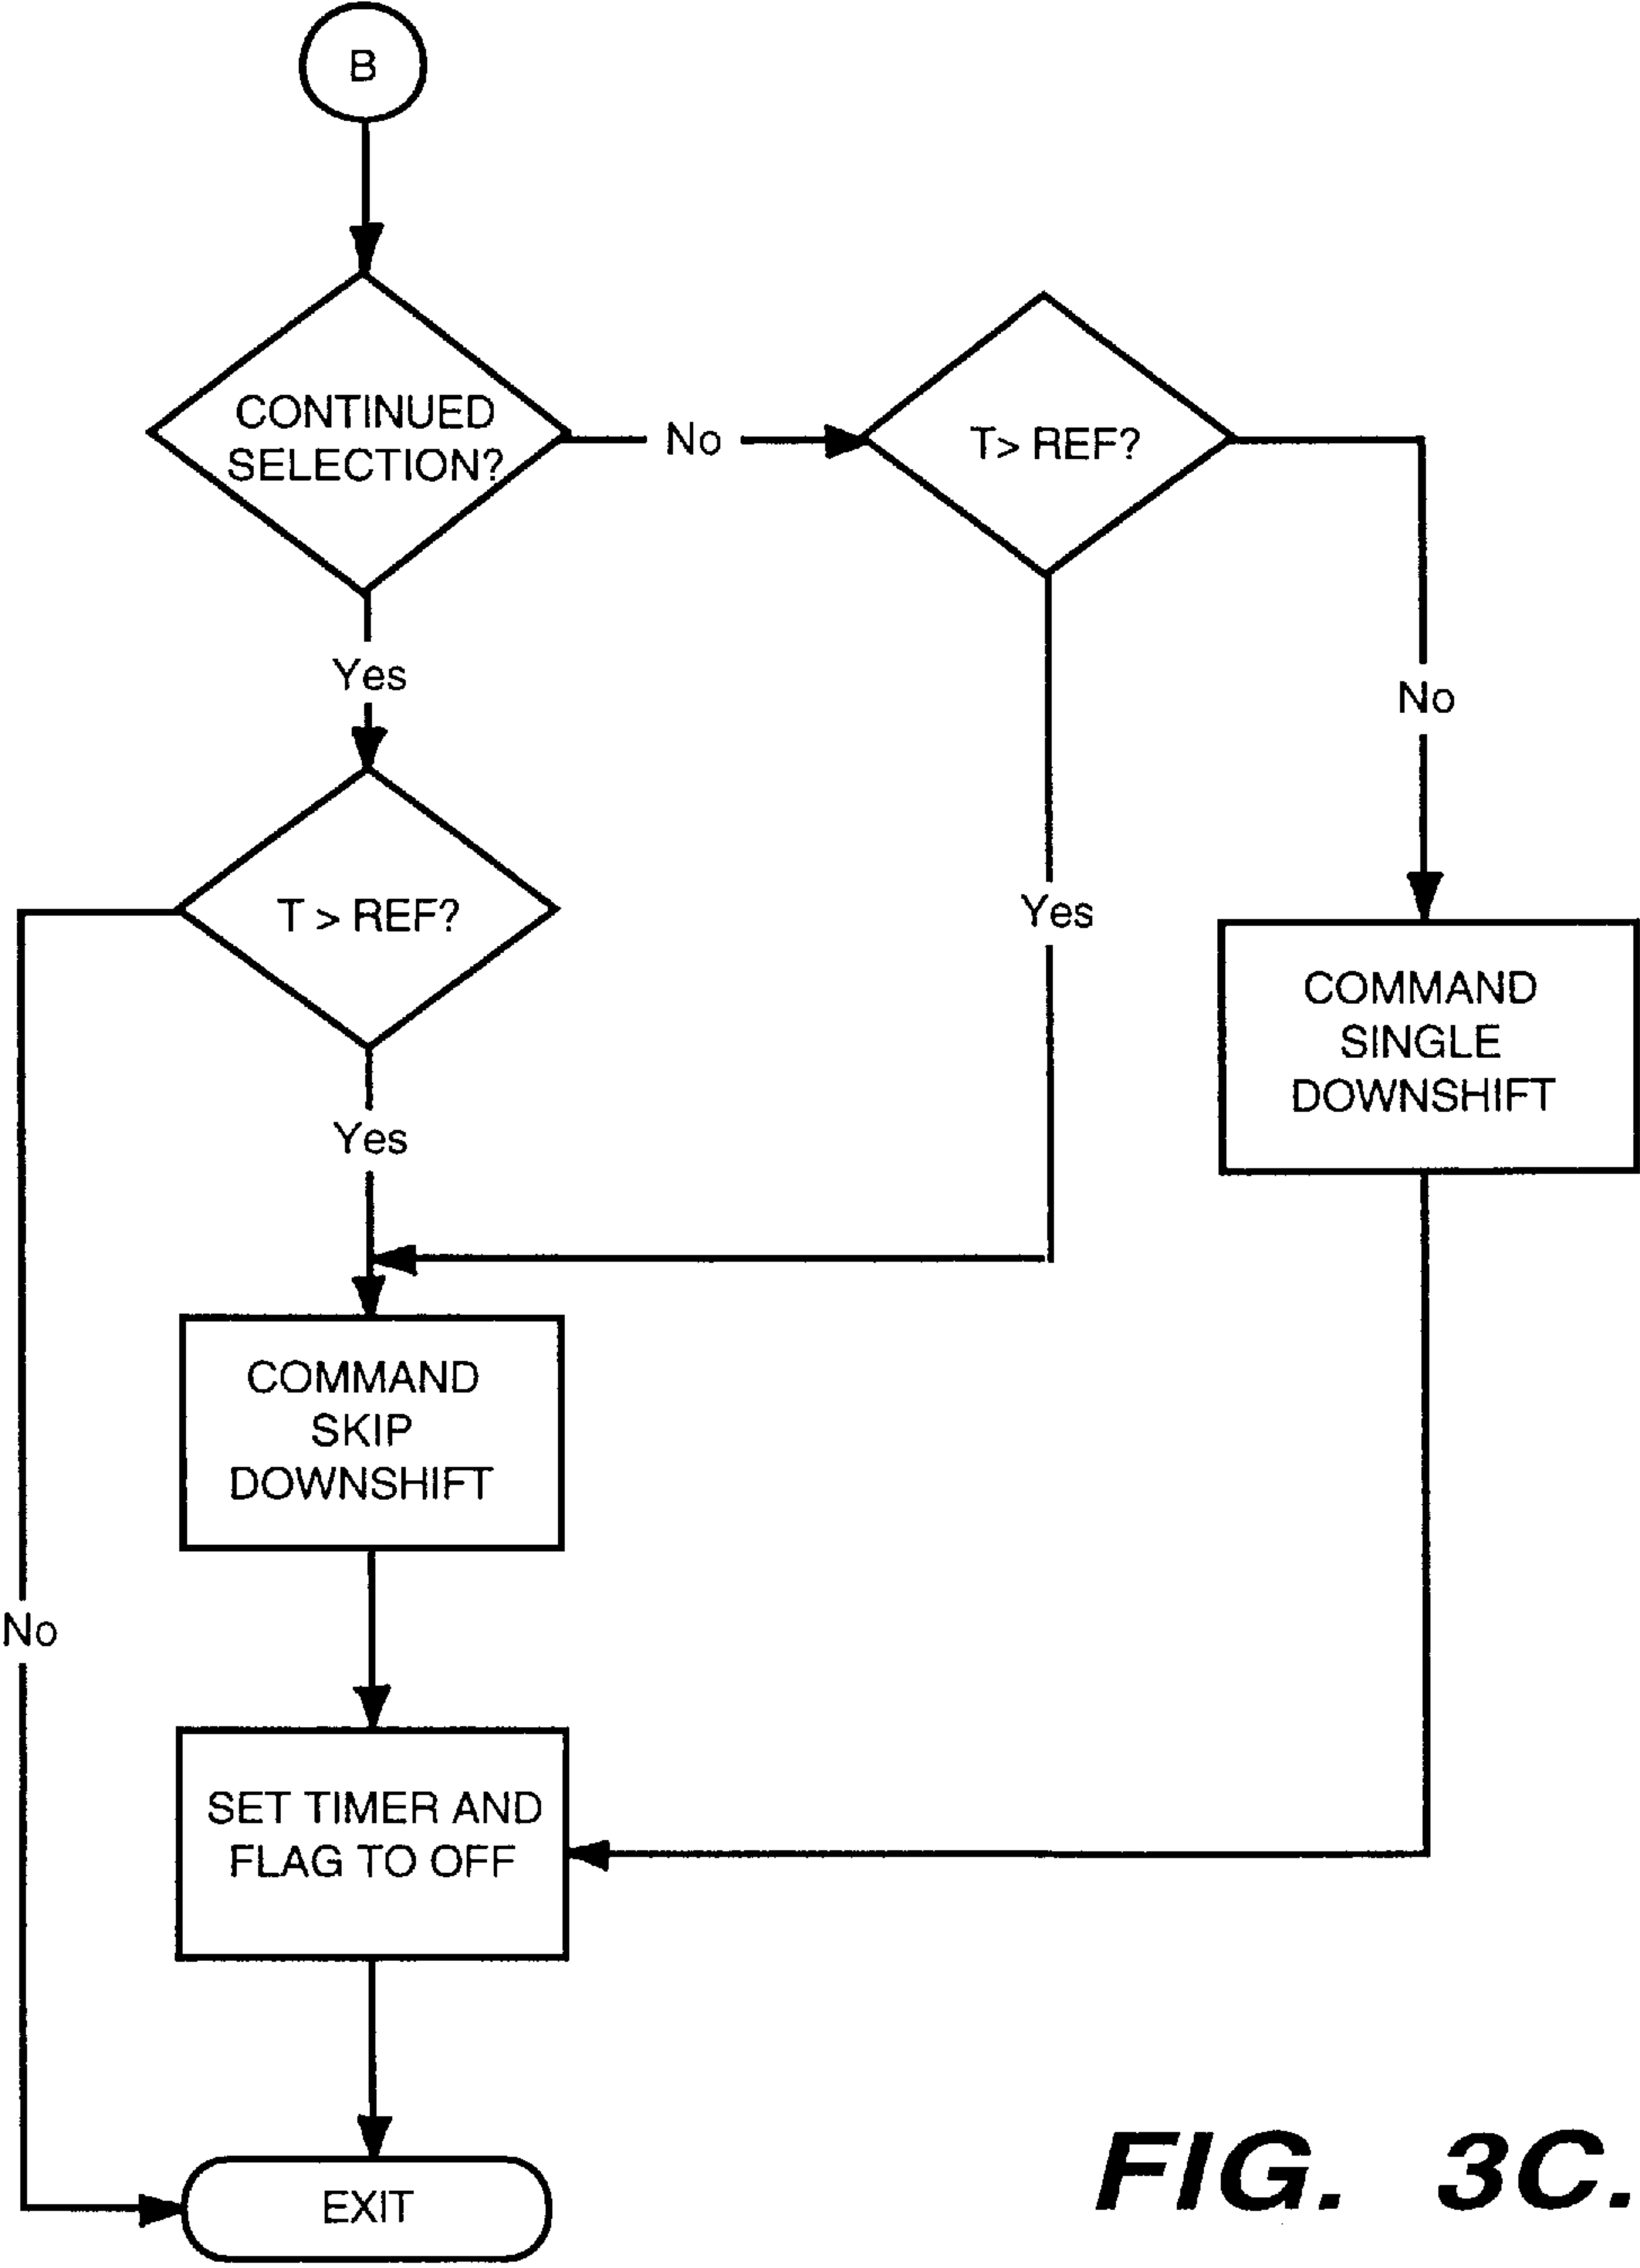 B
CONTINUED
SELECTION?
No
T> REF?
Yes
No
T > REF?
Yes
COMMAND
SINGLE
DOWNSHIFT
Yes
COMMAND
SKIP
DOWNSHIFT
No
SET TIMER AND
FLAG TO OFF
EXIT
FIG. 3C.